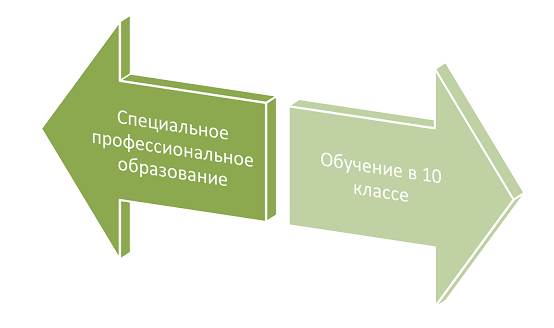 Специальное
профессиональное
образование
Обучение в 10
классе